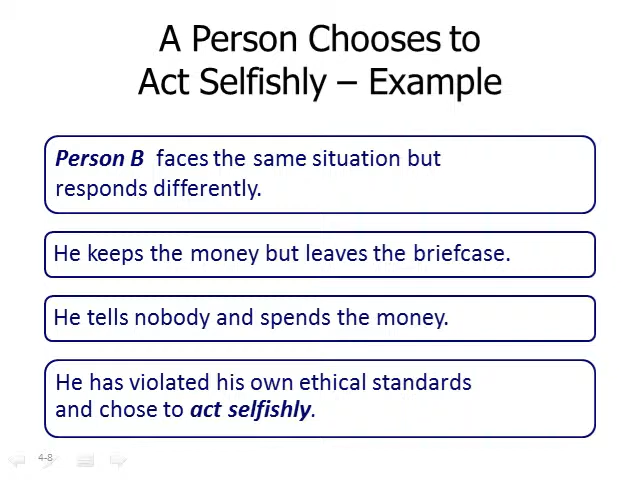 A Person Chooses to
Act Selfishly – Example
Person B faces the same situation but
responds differently.
He keeps the money but leaves the briefcase.
He tells nobody and spends the money.
He has violated his own ethical standards
and chose to act selfishly.
4-8